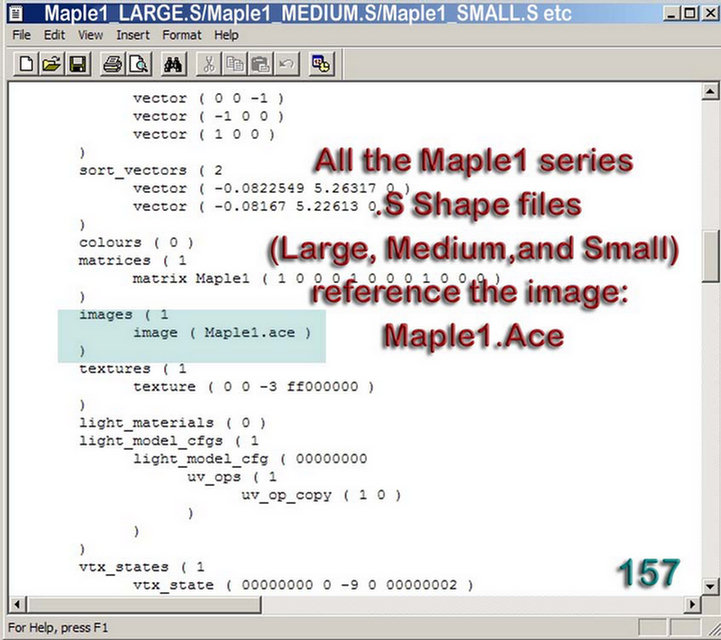 Maple1_LARGE.S/Maple1_MEDIUM.S/Maple1_SMALL.S etc
File Edit View Insert Format Help
vector ( 0 0 -1 )
vector ( -1 0 0 )
vector ( 1 0 0 )
)
sort_vectors ( 2
vector ( -0.0822549 5.26317 0 )
vector ( -0.08167 5.22613 0
)
colours ( 0 )
matrices ( 1
matrix Maple1 ( 1 0 0 0 1 0 0 0 1 0 0 0 )
)
images ( 1
image ( Maple1.ace )
)
textures ( 1
texture ( 0 0 -3 ff000000 )
)
light_materials ( 0 )
light_model_cfgs ( 1
light_model_cfg ( 00000000
uv_ops ( 1
uv_op_copy ( 1 0 )
)
)
)
vtx_states ( 1
vtx_state ( 00000000 0 -9 0 00000002 )
All the Maple1 series
.S Shape files
(Large, Medium,and Small)
reference the image:
Maple1.Ace
157
For Help, press F1